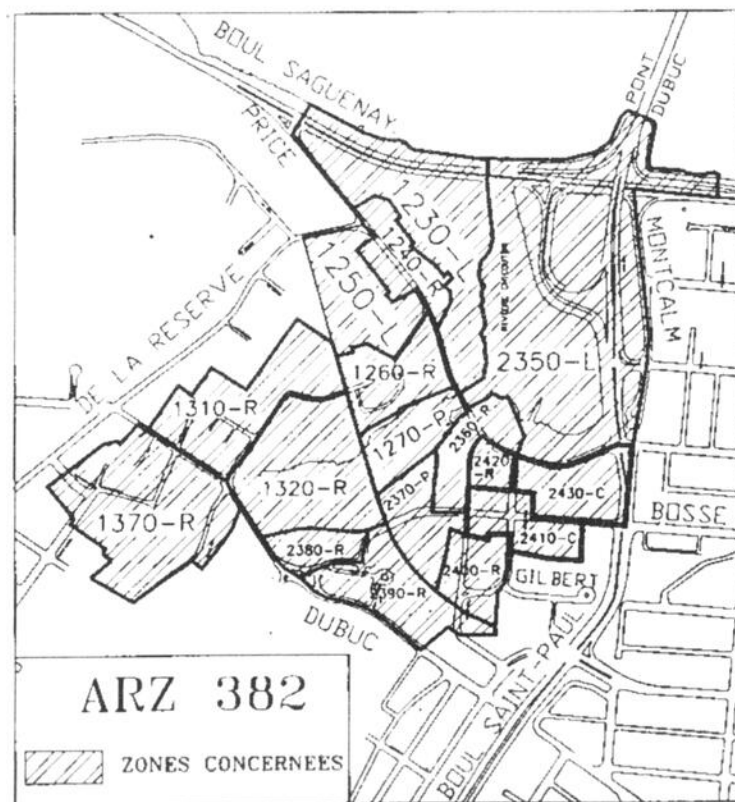 BOUL SAGUENAY
PONT
DUBUC
PRICE
1230-L
1240-R
MONTCALM
1250-L
DE LA RESERVE
2350-L
1260-R
1310-R
1270-P
2360-R
2420
-R
1320-R
2370-P
2430-C
1370-R
BOSSE
2380-R
2410-C
2400-R
GILBERT
2390-R
DUBUC
BOUL SAINT-PAUL
ARZ 382
ZONES CONCERNEES